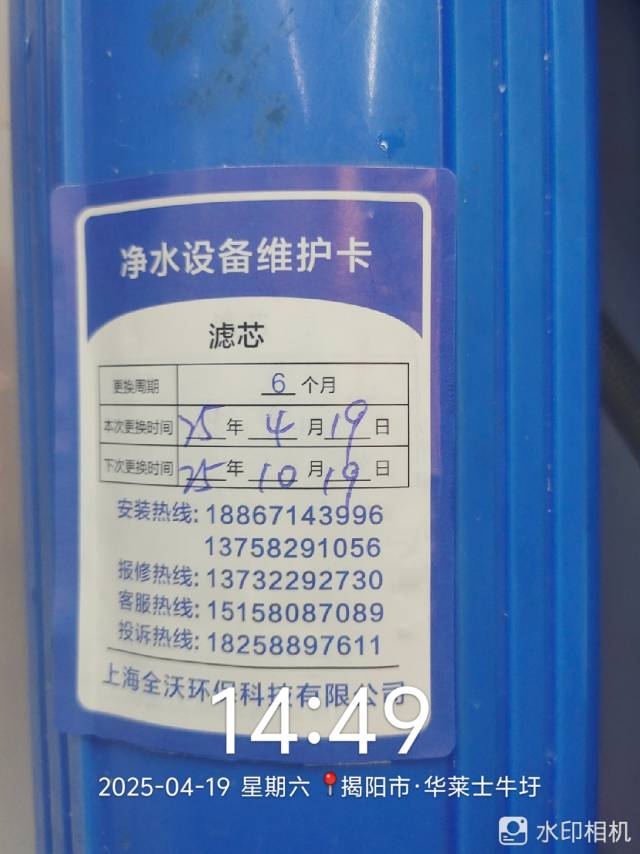 净水设备维护卡
滤芯
更换周期 6 个月
本次更换时间 25 年 4 月 19 日
下次更换时间 25 年 10 月 19 日
安装热线: 18867143996
13758291056
报修热线: 13732292730
客服热线: 15158087089
投诉热线: 18258897611
上海全沃环保科技有限公司
14:49
2025-04-19 星期六 揭阳市·华莱士牛圩
水印相机